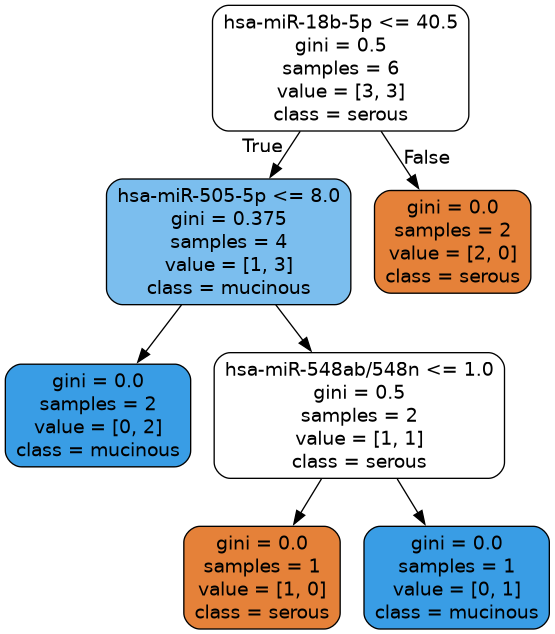 hsa-miR-18b-5p <= 40.5
gini = 0.5
samples = 6
value = [3, 3]
class = serous
True
False
hsa-miR-505-5p <= 8.0
gini = 0.375
samples = 4
value = [1, 3]
class = mucinous
gini = 0.0
samples = 2
value = [2, 0]
class = serous
gini = 0.0
samples = 2
value = [0, 2]
class = mucinous
hsa-miR-548ab/548n <= 1.0
gini = 0.5
samples = 2
value = [1, 1]
class = serous
gini = 0.0
samples = 1
value = [1, 0]
class = serous
gini = 0.0
samples = 1
value = [0, 1]
class = mucinous